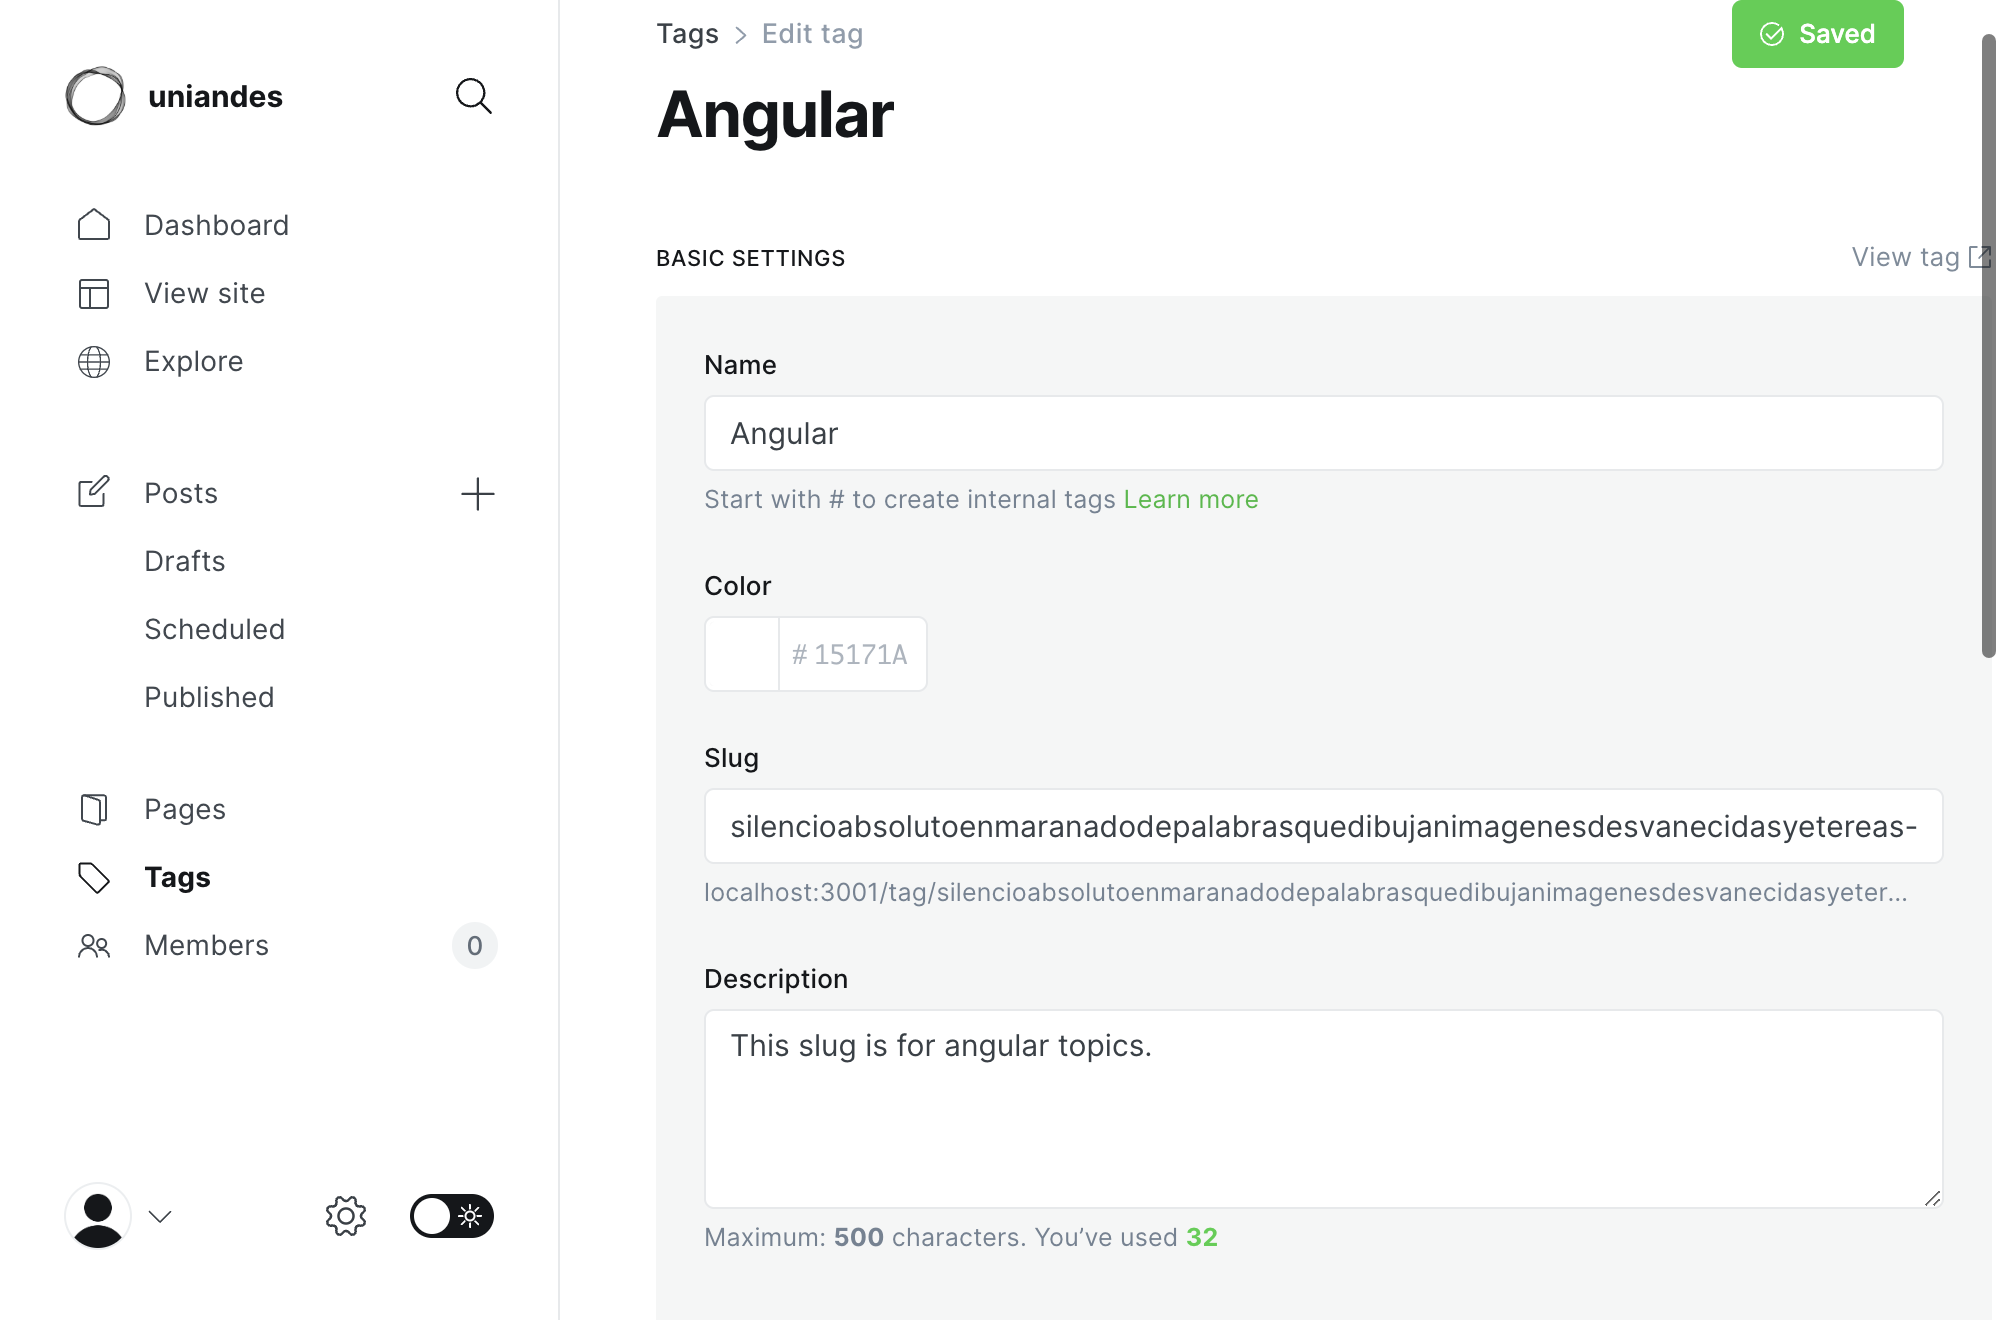 uniandes
Dashboard
View site
Explore
Posts
Drafts
Scheduled
Published
Pages
Tags
Members 0
Tags > Edit tag
Saved
Angular
BASIC SETTINGS
View tag
Name
Angular
Start with # to create internal tags Learn more
Color
# 15171A
Slug
silencioabsolutoenmaranadodepalabrasquedibujanimagenesdesvanecidasyetereas-
localhost:3001/tag/silencioabsolutoenmaranadodepalabrasquedibujanimagenesdesvanecidasyeter...
Description
This slug is for angular topics.
Maximum: 500 characters. You’ve used 32